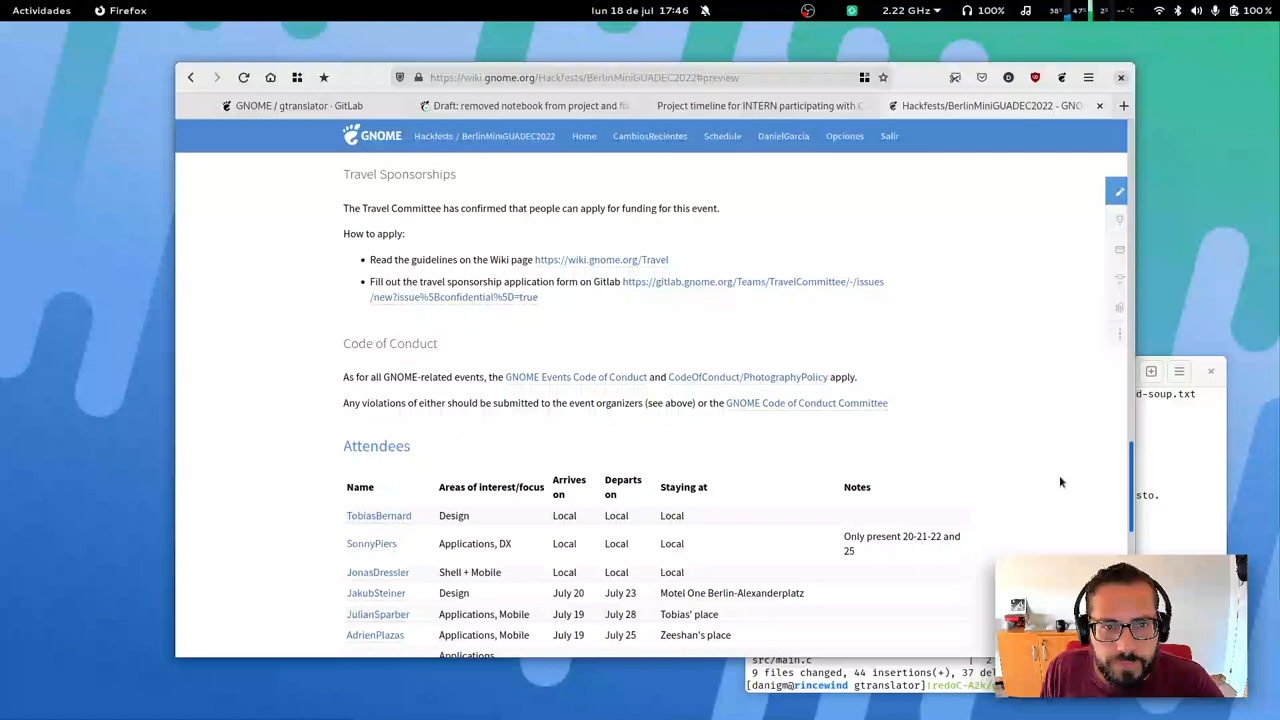 Actividades Firefox lun 18 de jul 17:46 38% 47% 2% --°C 2.22 GHz 100% 100 %
https://wiki.gnome.org/Hackfests/BerlinMiniGUADEC2022#preview
GNOME / gtranslator · GitLab Draft: removed notebook from project and fix Project timeline for INTERN participating with Hackfests/BerlinMiniGUADEC2022 - GNO
GNOME Hackfests / BerlinMiniGUADEC2022 Home CambiosRecientes Schedule DanielGarcia Opciones Salir
Travel Sponsorships
The Travel Committee has confirmed that people can apply for funding for this event.
How to apply:
• Read the guidelines on the Wiki page https://wiki.gnome.org/Travel
• Fill out the travel sponsorship application form on Gitlab https://gitlab.gnome.org/Teams/TravelCommittee/-/issues
/new?issue%5Bconfidential%5D=true
Code of Conduct
As for all GNOME-related events, the GNOME Events Code of Conduct and CodeOfConduct/PhotographyPolicy apply.
Any violations of either should be submitted to the event organizers (see above) or the GNOME Code of Conduct Committee
Attendees
Name Areas of interest/focus Arrives on Departs on Staying at Notes
TobiasBernard Design Local Local Local
SonnyPiers Applications, DX Local Local Local Only present 20-21-22 and 25
JonasDressler Shell + Mobile Local Local Local
JakubSteiner Design July 20 July 23 Motel One Berlin-Alexanderplatz
JulianSparber Applications, Mobile July 19 July 28 Tobias' place
AdrienPlazas Applications, Mobile July 19 July 25 Zeeshan's place
Applications,
d-soup.txt
sto.
src/main.c | 2
9 files changed, 44 insertions(+), 37 del
[danigm@rincewind gtranslator]|redoC-A2k/